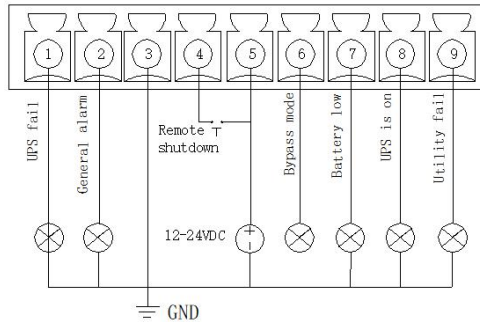 1 2 3 4 5 6 7 8 9
UPS fail
General alarm
Remote
shutdown
Bypass mode
Battery low
UPS is on
Utility fail
12-24VDC
+
−
GND